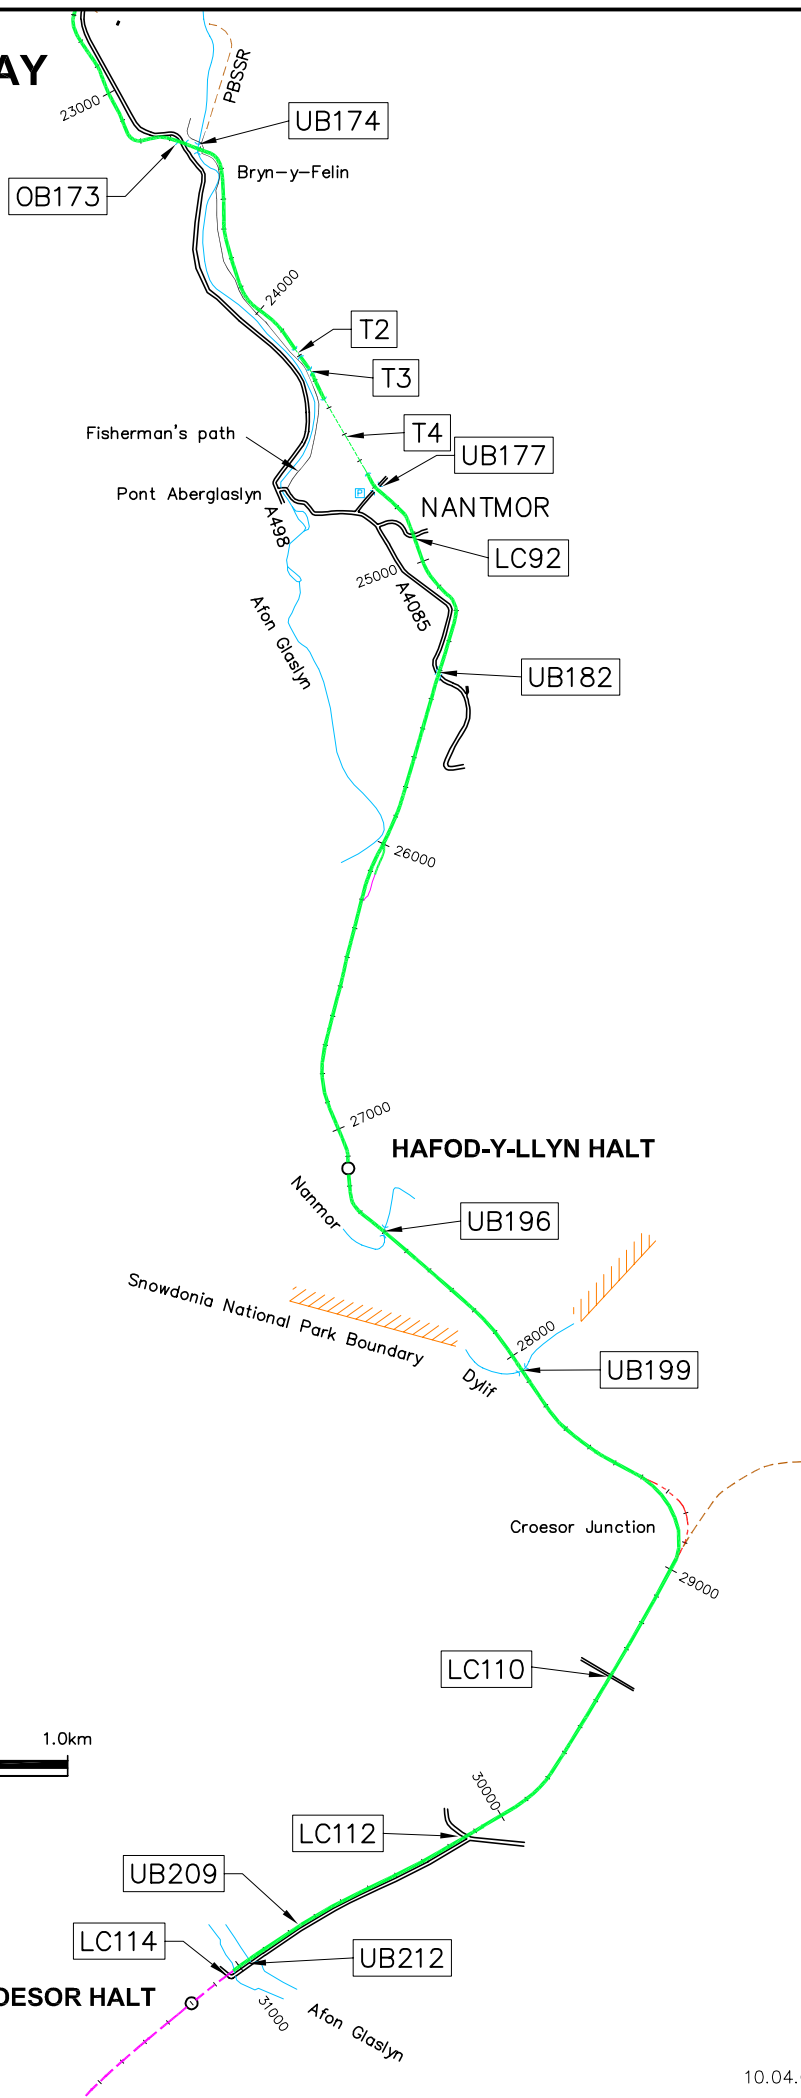 AY
PBSSR
23000
UB174
OB173
Bryn-y-Felin
24000
T2
T3
T4
Fisherman's path
UB177
Pont Aberglaslyn
P
NANTMOR
A498
LC92
25000
A4085
Afon Glaslyn
UB182
26000
27000
HAFOD-Y-LLYN HALT
Nanmor
UB196
Snowdonia National Park Boundary
28000
UB199
Dylif
Croesor Junction
29000
LC110
1.0km
30000
LC112
UB209
LC114
UB212
OESOR HALT
31000
Afon Glaslyn
10.04.